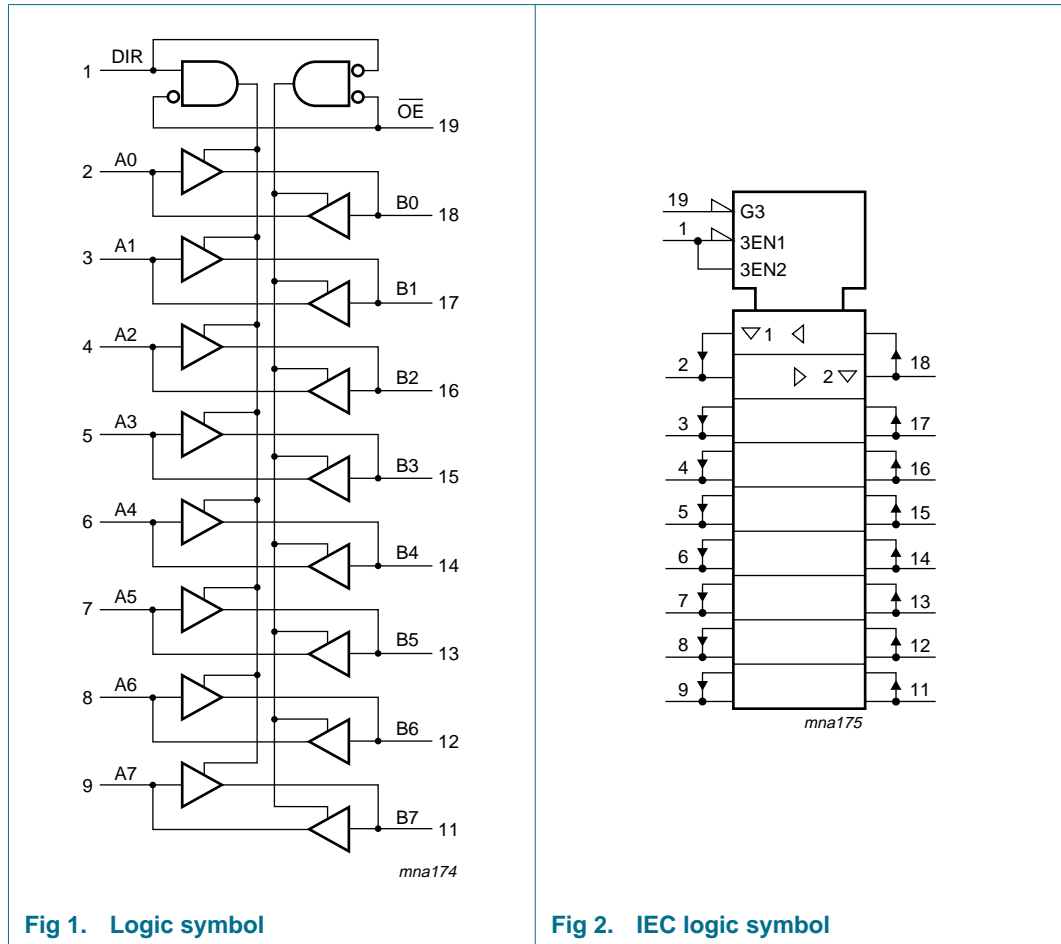 1 DIR
OE 19
2 A0
B0 18
3 A1
B1 17
4 A2
B2 16
5 A3
B3 15
6 A4
B4 14
7 A5
B5 13
8 A6
B6 12
9 A7
B7 11
mna174
Fig 1. Logic symbol
19 G3
1 3EN1
3EN2
1
2 2 18
3 17
4 16
5 15
6 14
7 13
8 12
9 11
mna175
Fig 2. IEC logic symbol